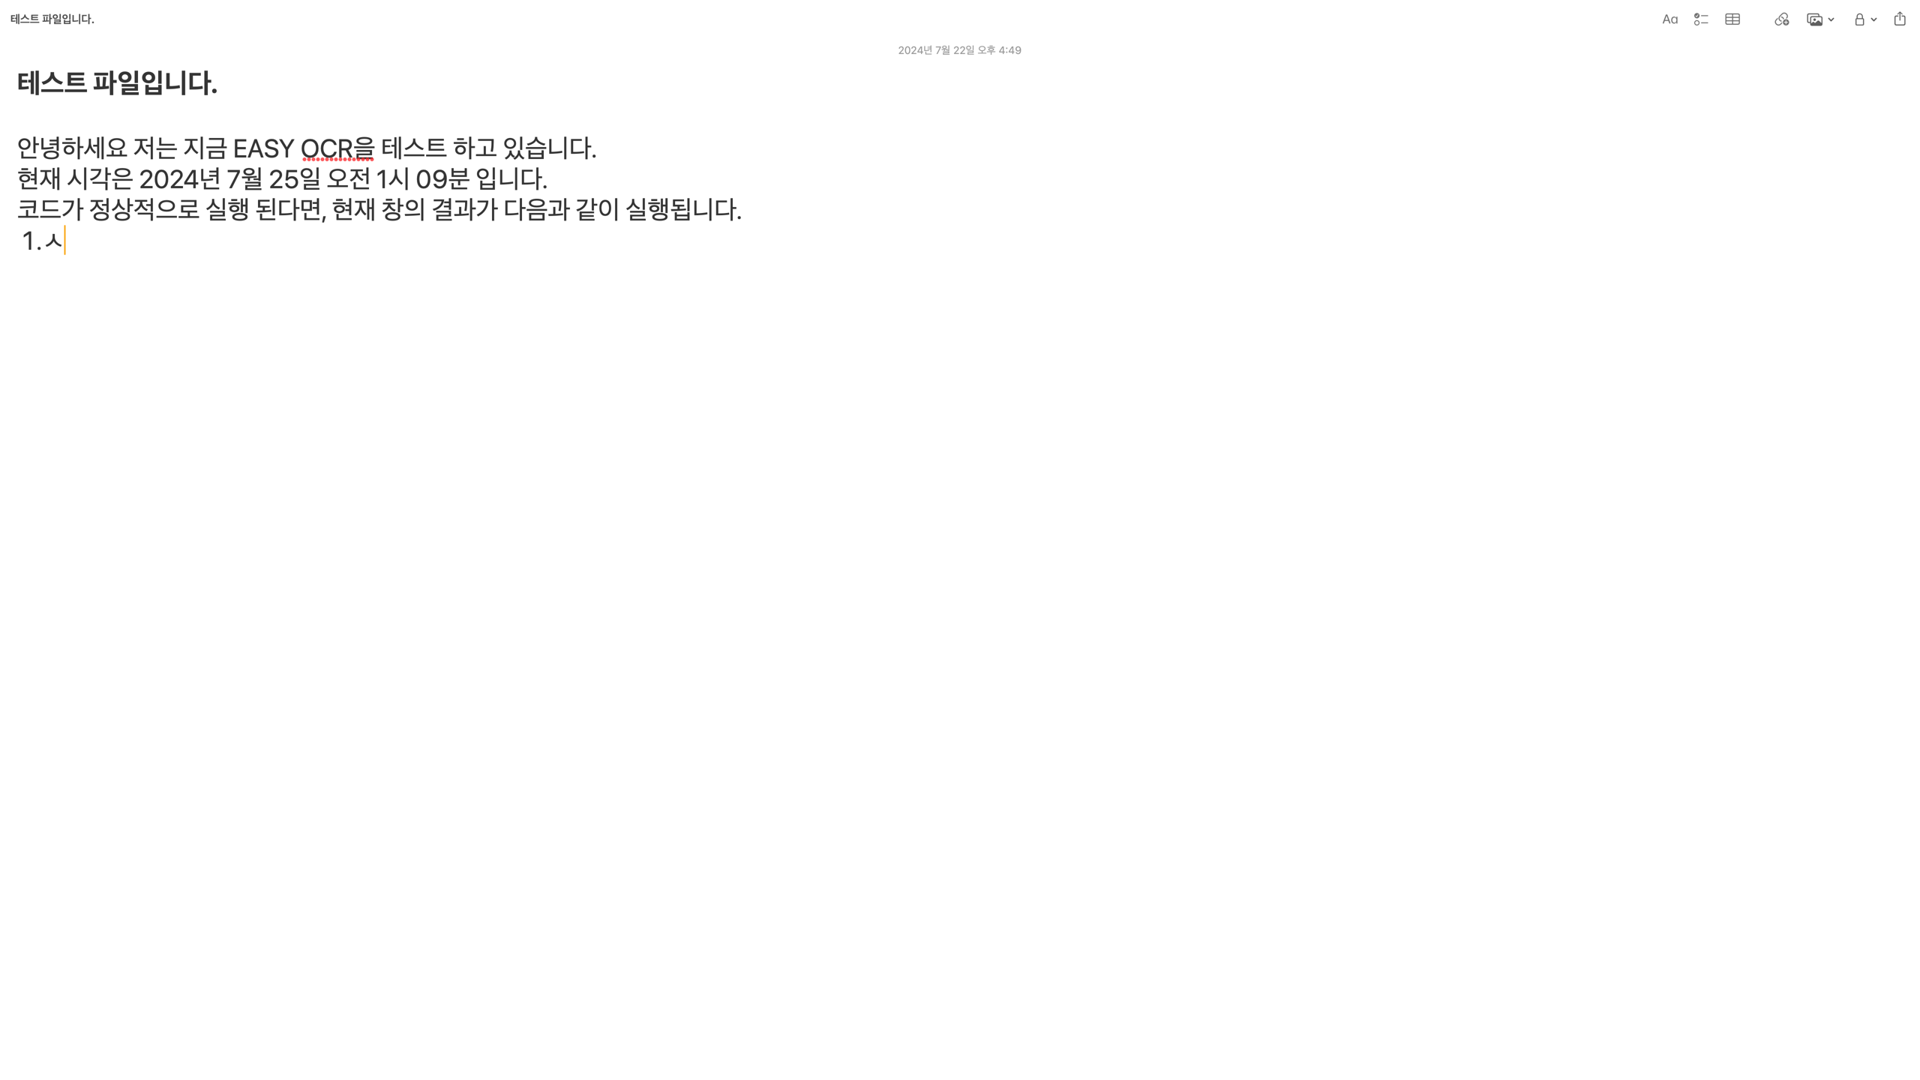 테스트 파일입니다.
Aa
2024년 7월 22일 오후 4:49
테스트 파일입니다.
안녕하세요 저는 지금 EASY OCR을 테스트 하고 있습니다.
현재 시각은 2024년 7월 25일 오전 1시 09분 입니다.
코드가 정상적으로 실행 된다면, 현재 창의 결과가 다음과 같이 실행됩니다.
1.ㅅ